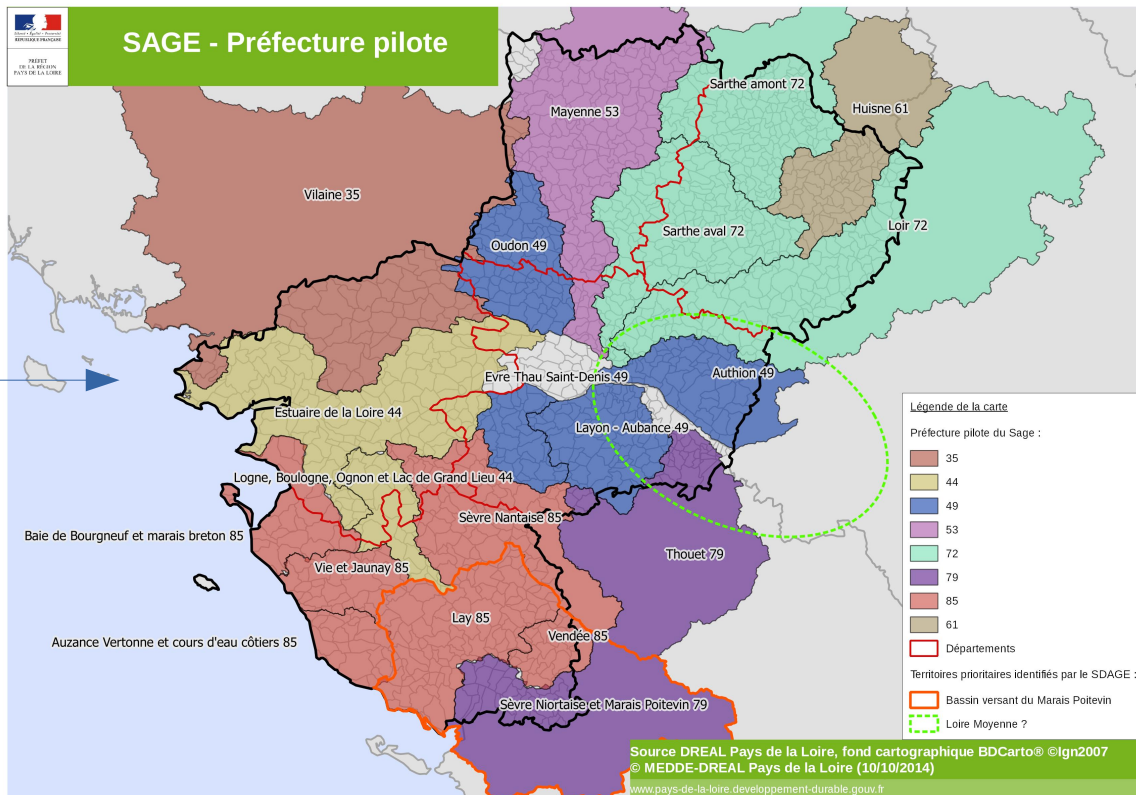 SAGE - Préfecture pilote
Liberté • Égalité • Fraternité
RÉPUBLIQUE FRANÇAISE
PRÉFET
DE LA RÉGION
PAYS DE LA LOIRE
Sarthe amont 72
Mayenne 53
Huisne 61
Vilaine 35
Loir 72
Sarthe aval 72
Oudon 49
Evre Thau Saint-Denis 49
Authion 49
Estuaire de la Loire 44
Layon - Aubance 49
Logne, Boulogne, Ognon et Lac de Grand Lieu 44
Sèvre Nantaise 85
Baie de Bourgneuf et marais breton 85
Thouet 79
Vie et Jaunay 85
Lay 85
Vendée 85
Auzance Vertonne et cours d'eau côtiers 85
Sèvre Niortaise et Marais Poitevin 79
Légende de la carte
Préfecture pilote du Sage :
35
44
49
53
72
79
85
61
Départements
Territoires prioritaires identifiés par le SDAGE :
Bassin versant du Marais Poitevin
Loire Moyenne ?
Source DREAL Pays de la Loire, fond cartographique BDCarto® ©Ign2007
© MEDDE-DREAL Pays de la Loire (10/10/2014)
www.pays-de-la-loire.developpement-durable.gouv.fr